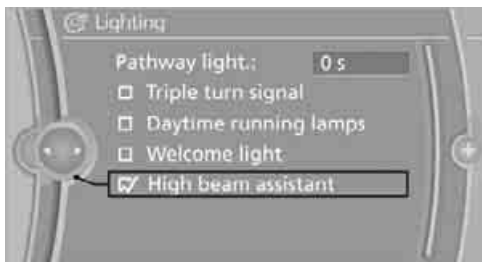 Lighting
Pathway light.: 0 s
Triple turn signal
Daytime running lamps
Welcome light
High beam assistant